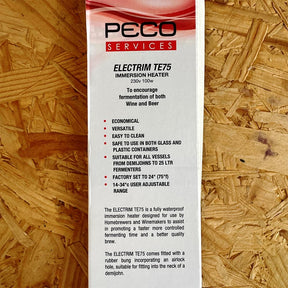 PECO
SERVICES
ELECTRIM TE75
IMMERSION HEATER
230v 100w
To encourage
fermentation of both
Wine and Beer
• ECONOMICAL
• VERSATILE
• EASY TO CLEAN
• SAFE TO USE IN BOTH GLASS AND
PLASTIC CONTAINERS
• SUITABLE FOR ALL VESSELS
FROM DEMIJOHNS TO 25 LTR
FERMENTERS
• FACTORY SET TO 24° (75°f)
• 14-34°c USER ADJUSTABLE
RANGE
The ELECTRIM TE75 is a fully waterproof
immersion heater designed for use by
Homebrewers and Winemakers to assist
in promoting a faster more controlled
fermenting time and a better quality
brew.
The ELECTRIM TE75 comes fitted with a
rubber bung incorporating an airlock
hole, suitable for fitting into the neck of a
demijohn.